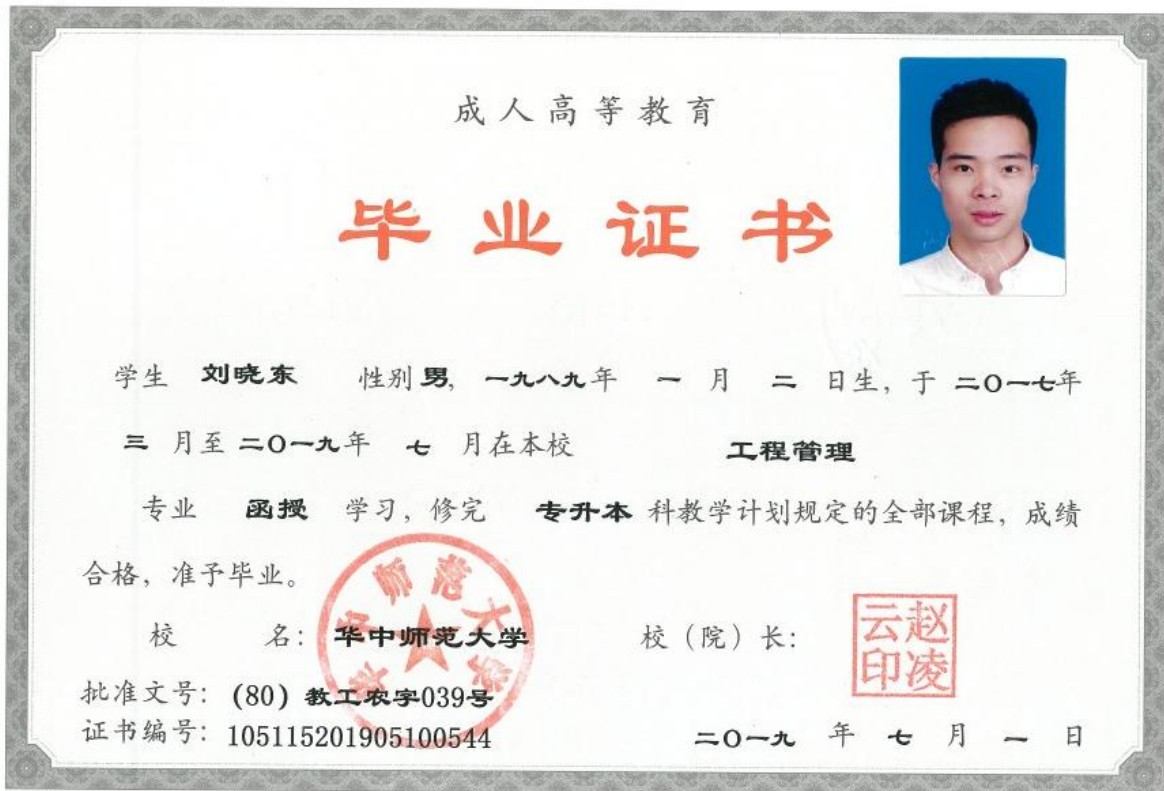 成人高等教育
毕业证书
学生 刘晓东 性别男, 一九八九年 一 月 二 日生, 于 二〇一七年
三 月至 二〇一九年 七 月在本校 工程管理
专业 函授 学习, 修完 专升本 科教学计划规定的全部课程, 成绩
合格, 准予毕业。
校 名: 华中师范大学
华中师范大学
校（院）长:
赵凌云印
批准文号: (80) 教工农字039号
证书编号: 105115201905100544
二〇一九 年 七 月 一 日